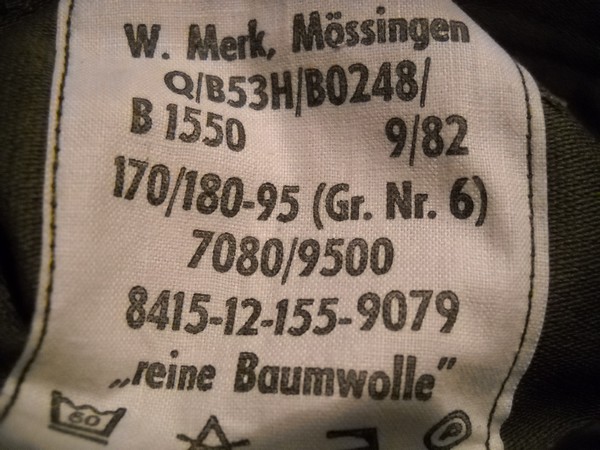 W. Merk, Mössingen
Q/B53H/B0248/
B 1550 9/82
170/180-95 (Gr. Nr. 6)
7080/9500
8415-12-155-9079
„reine Baumwolle”
60 P